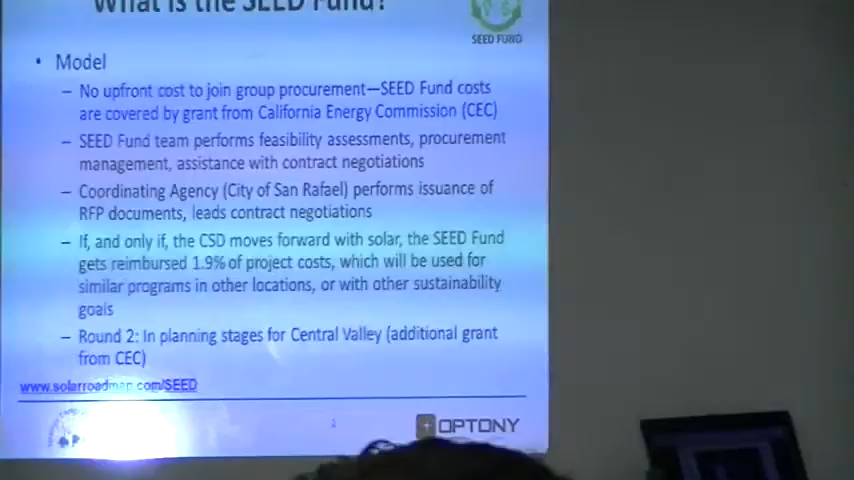 What is the SEED Fund?
SEED FUND
• Model
– No upfront cost to join group procurement—SEED Fund costs
are covered by grant from California Energy Commission (CEC)
– SEED Fund team performs feasibility assessments, procurement
management, assistance with contract negotiations
– Coordinating Agency (City of San Rafael) performs issuance of
RFP documents, leads contract negotiations
– If, and only if, the CSD moves forward with solar, the SEED Fund
gets reimbursed 1.9% of project costs, which will be used for
similar programs in other locations, or with other sustainability
goals
– Round 2: In planning stages for Central Valley (additional grant
from CEC)
www.solarroadmap.com/SEED
2
OPTONY